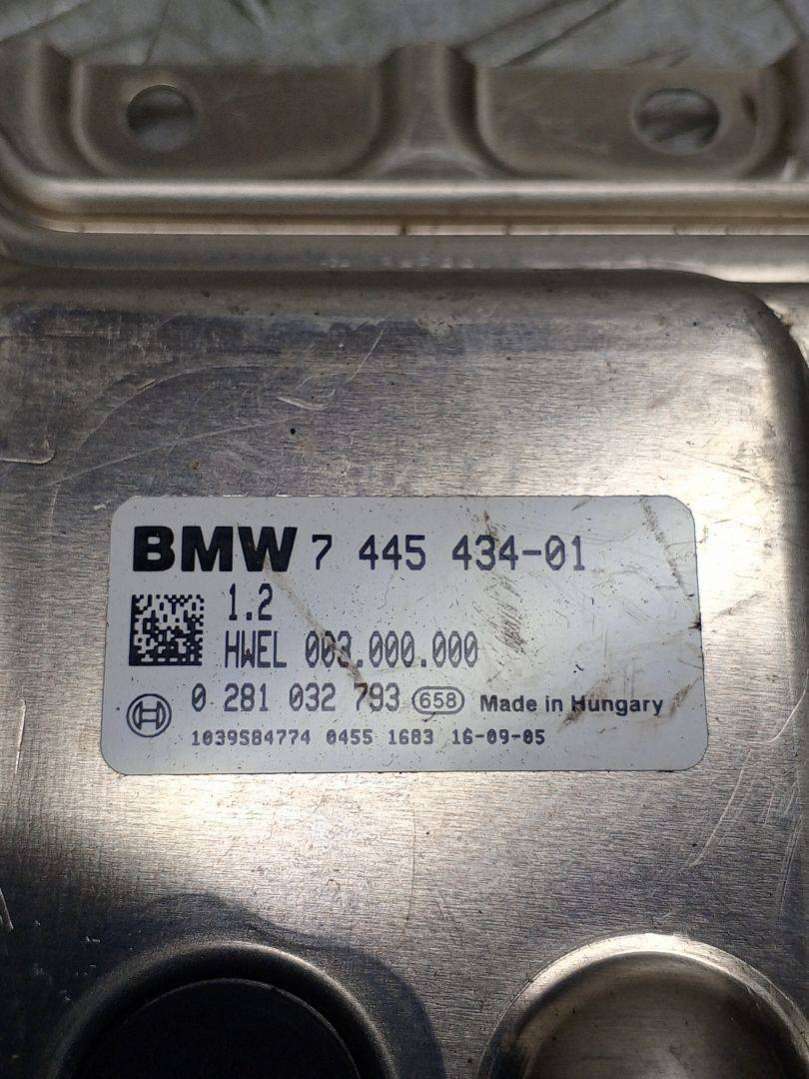 BMW 7 445 434-01
1.2
HWEL 003.000.000
0 281 032 793 658 Made in Hungary
1039S84774 0455 1683 16-09-05